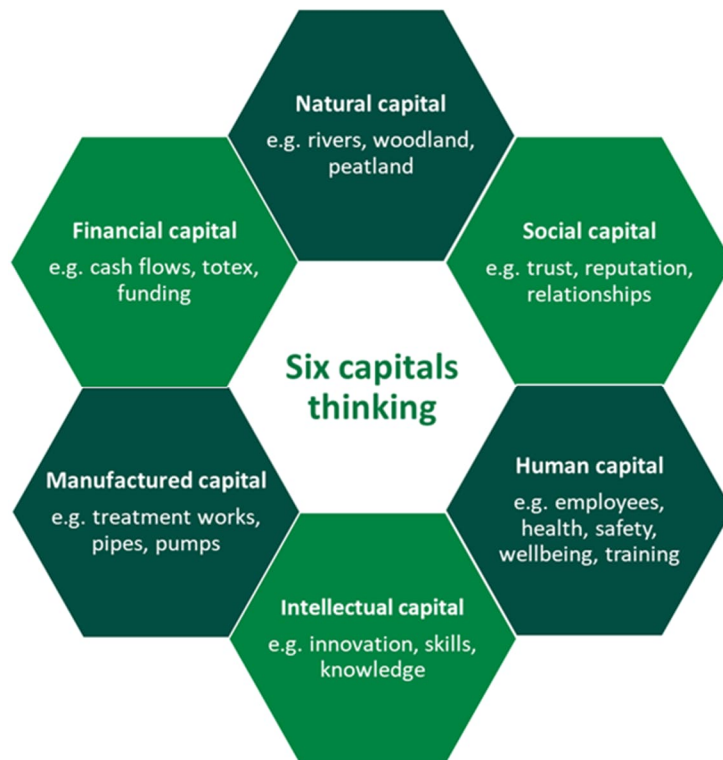 Natural capital
e.g. rivers, woodland,
peatland
Financial capital
e.g. cash flows, totex,
funding
Social capital
e.g. trust, reputation,
relationships
Six capitals
thinking
Manufactured capital
e.g. treatment works,
pipes, pumps
Human capital
e.g. employees,
health, safety,
wellbeing, training
Intellectual capital
e.g. innovation, skills,
knowledge